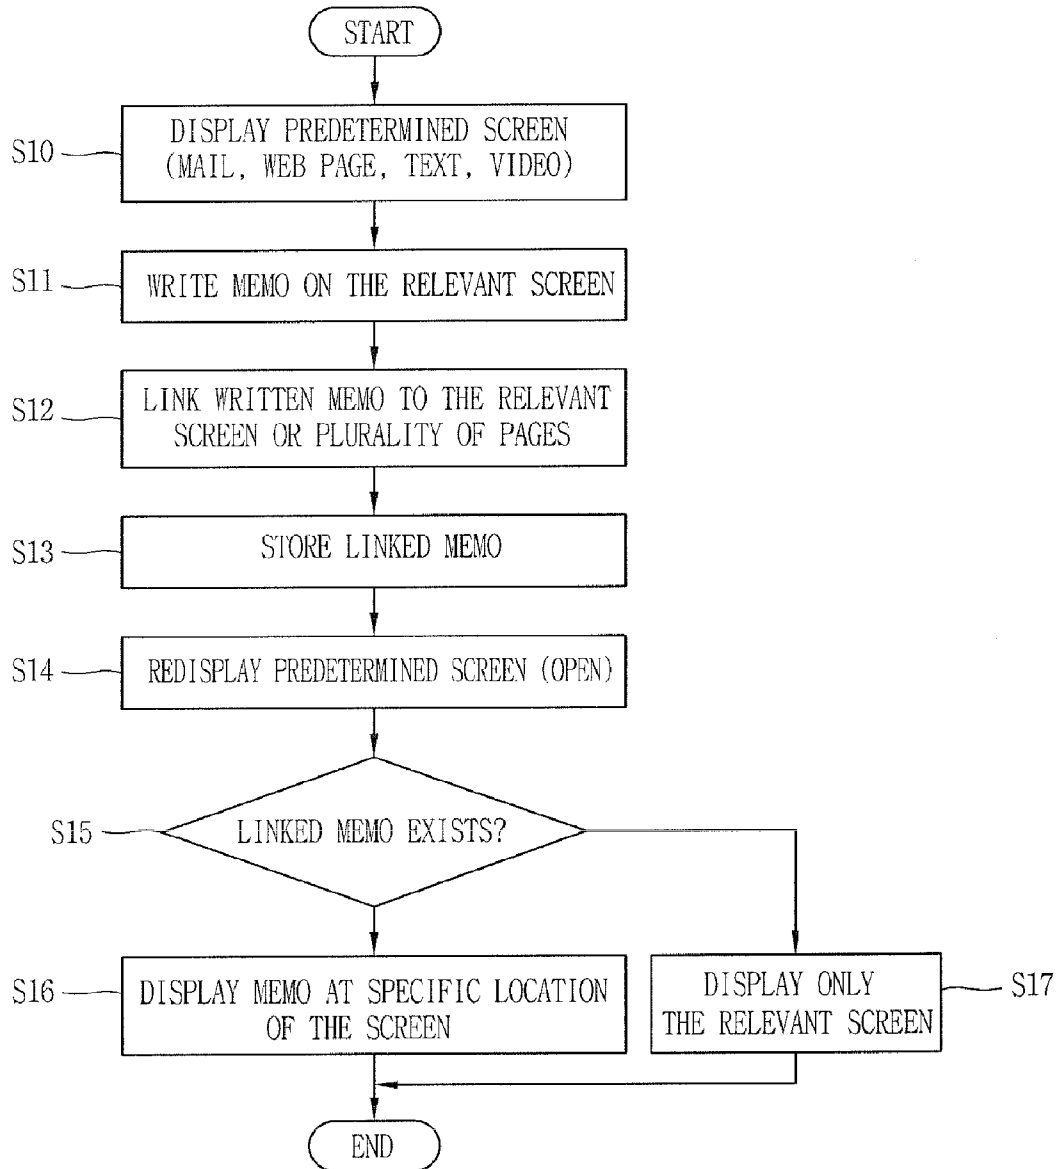 START
S10
DISPLAY PREDETERMINED SCREEN
(MAIL, WEB PAGE, TEXT, VIDEO)
S11
WRITE MEMO ON THE RELEVANT SCREEN
S12
LINK WRITTEN MEMO TO THE RELEVANT
SCREEN OR PLURALITY OF PAGES
S13
STORE LINKED MEMO
S14
REDISPLAY PREDETERMINED SCREEN (OPEN)
S15
LINKED MEMO EXISTS?
S16
DISPLAY MEMO AT SPECIFIC LOCATION
OF THE SCREEN
DISPLAY ONLY
THE RELEVANT SCREEN
S17
END